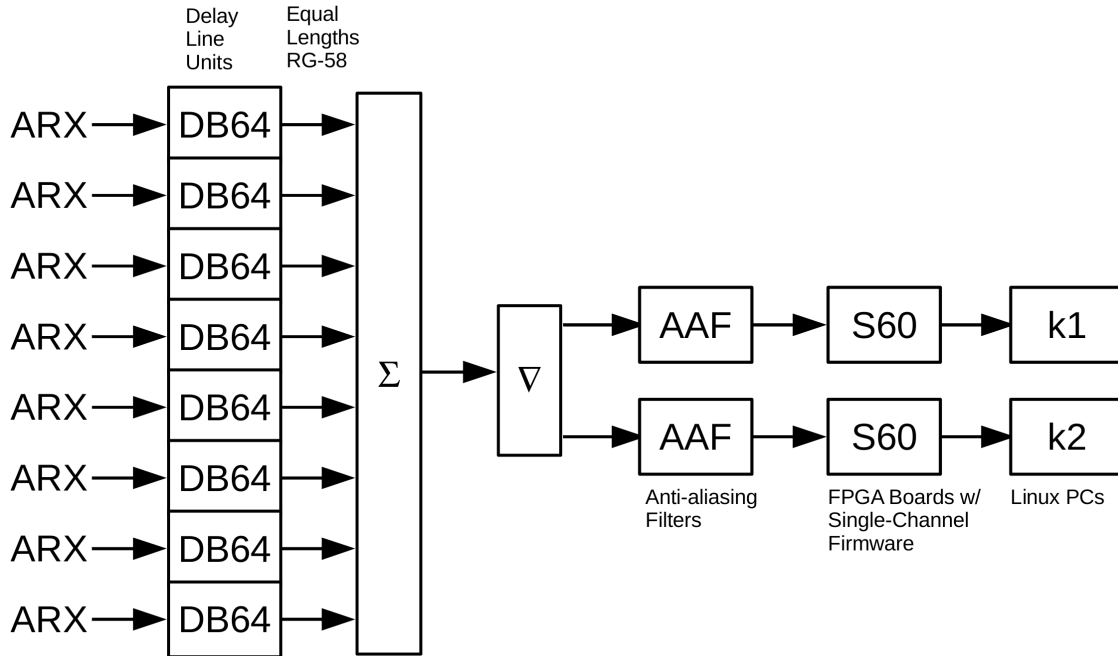 Delay
Line
Units
Equal
Lengths
RG-58
ARX
DB64
ARX
DB64
ARX
DB64
ARX
DB64
ARX
DB64
ARX
DB64
ARX
DB64
ARX
DB64
Σ
∇
AAF
S60
k1
AAF
S60
k2
Anti-aliasing
Filters
FPGA Boards w/
Single-Channel
Firmware
Linux PCs